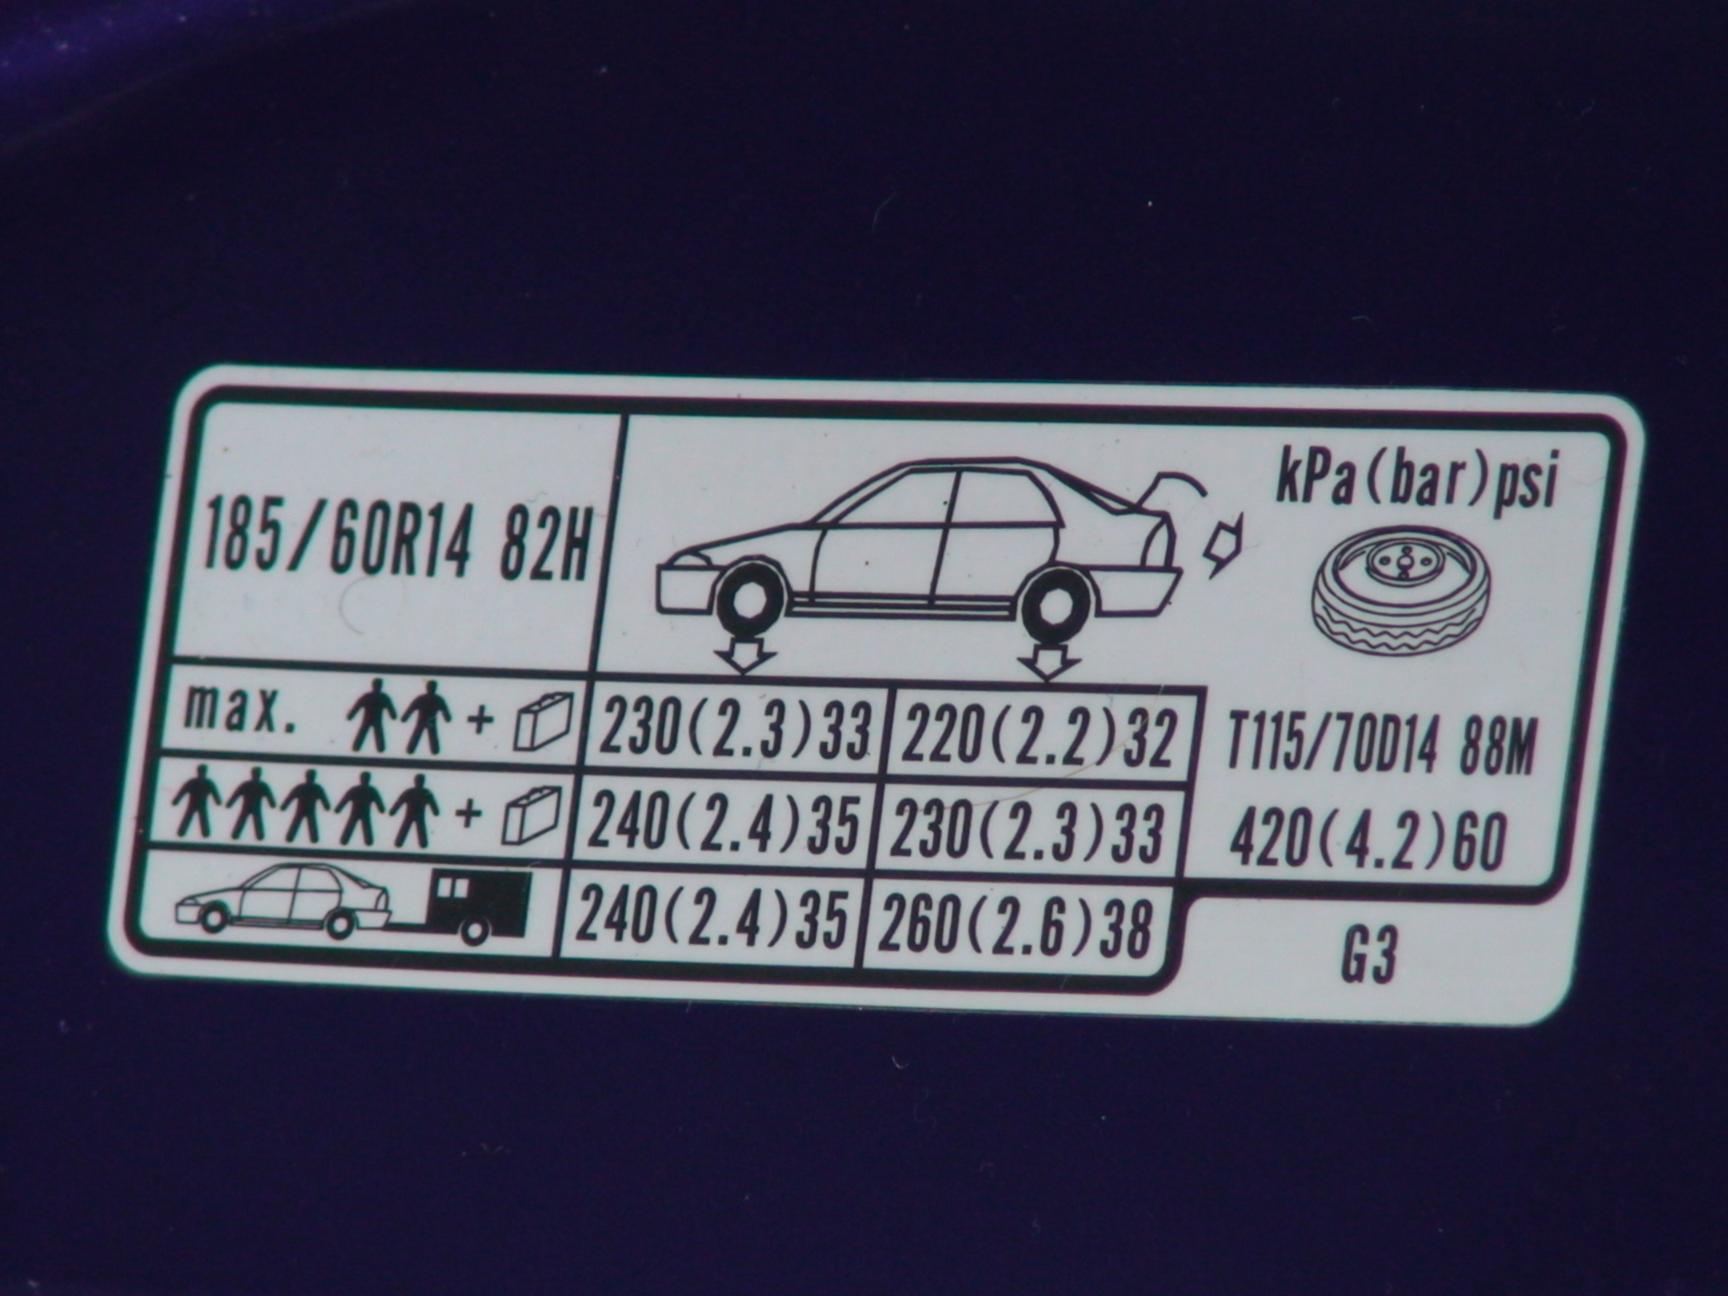 kPa(bar)psi
185/60R14 82H
max. + 230(2.3)33 220(2.2)32 T115/70D14 88M
+ 240(2.4)35 230(2.3)33 420(4.2)60
240(2.4)35 260(2.6)38 G3